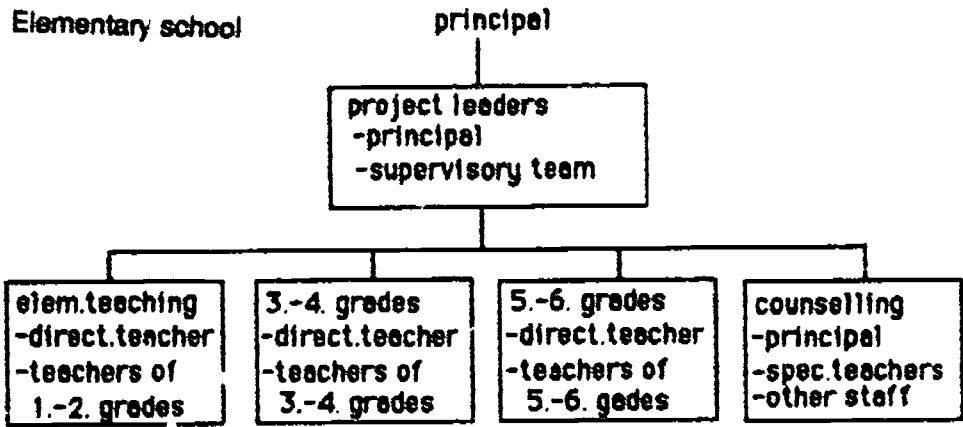 Elementary school
principal
project leaders
-principal
-supervisory team
elem.teaching
-direct.teacher
-teachers of
1.-2. grades
3.-4. grades
-direct.teacher
-teachers of
3.-4. grades
5.-6. grades
-direct.teacher
-teachers of
5.-6. gades
counselling
-principal
-spec.teachers
-other staff